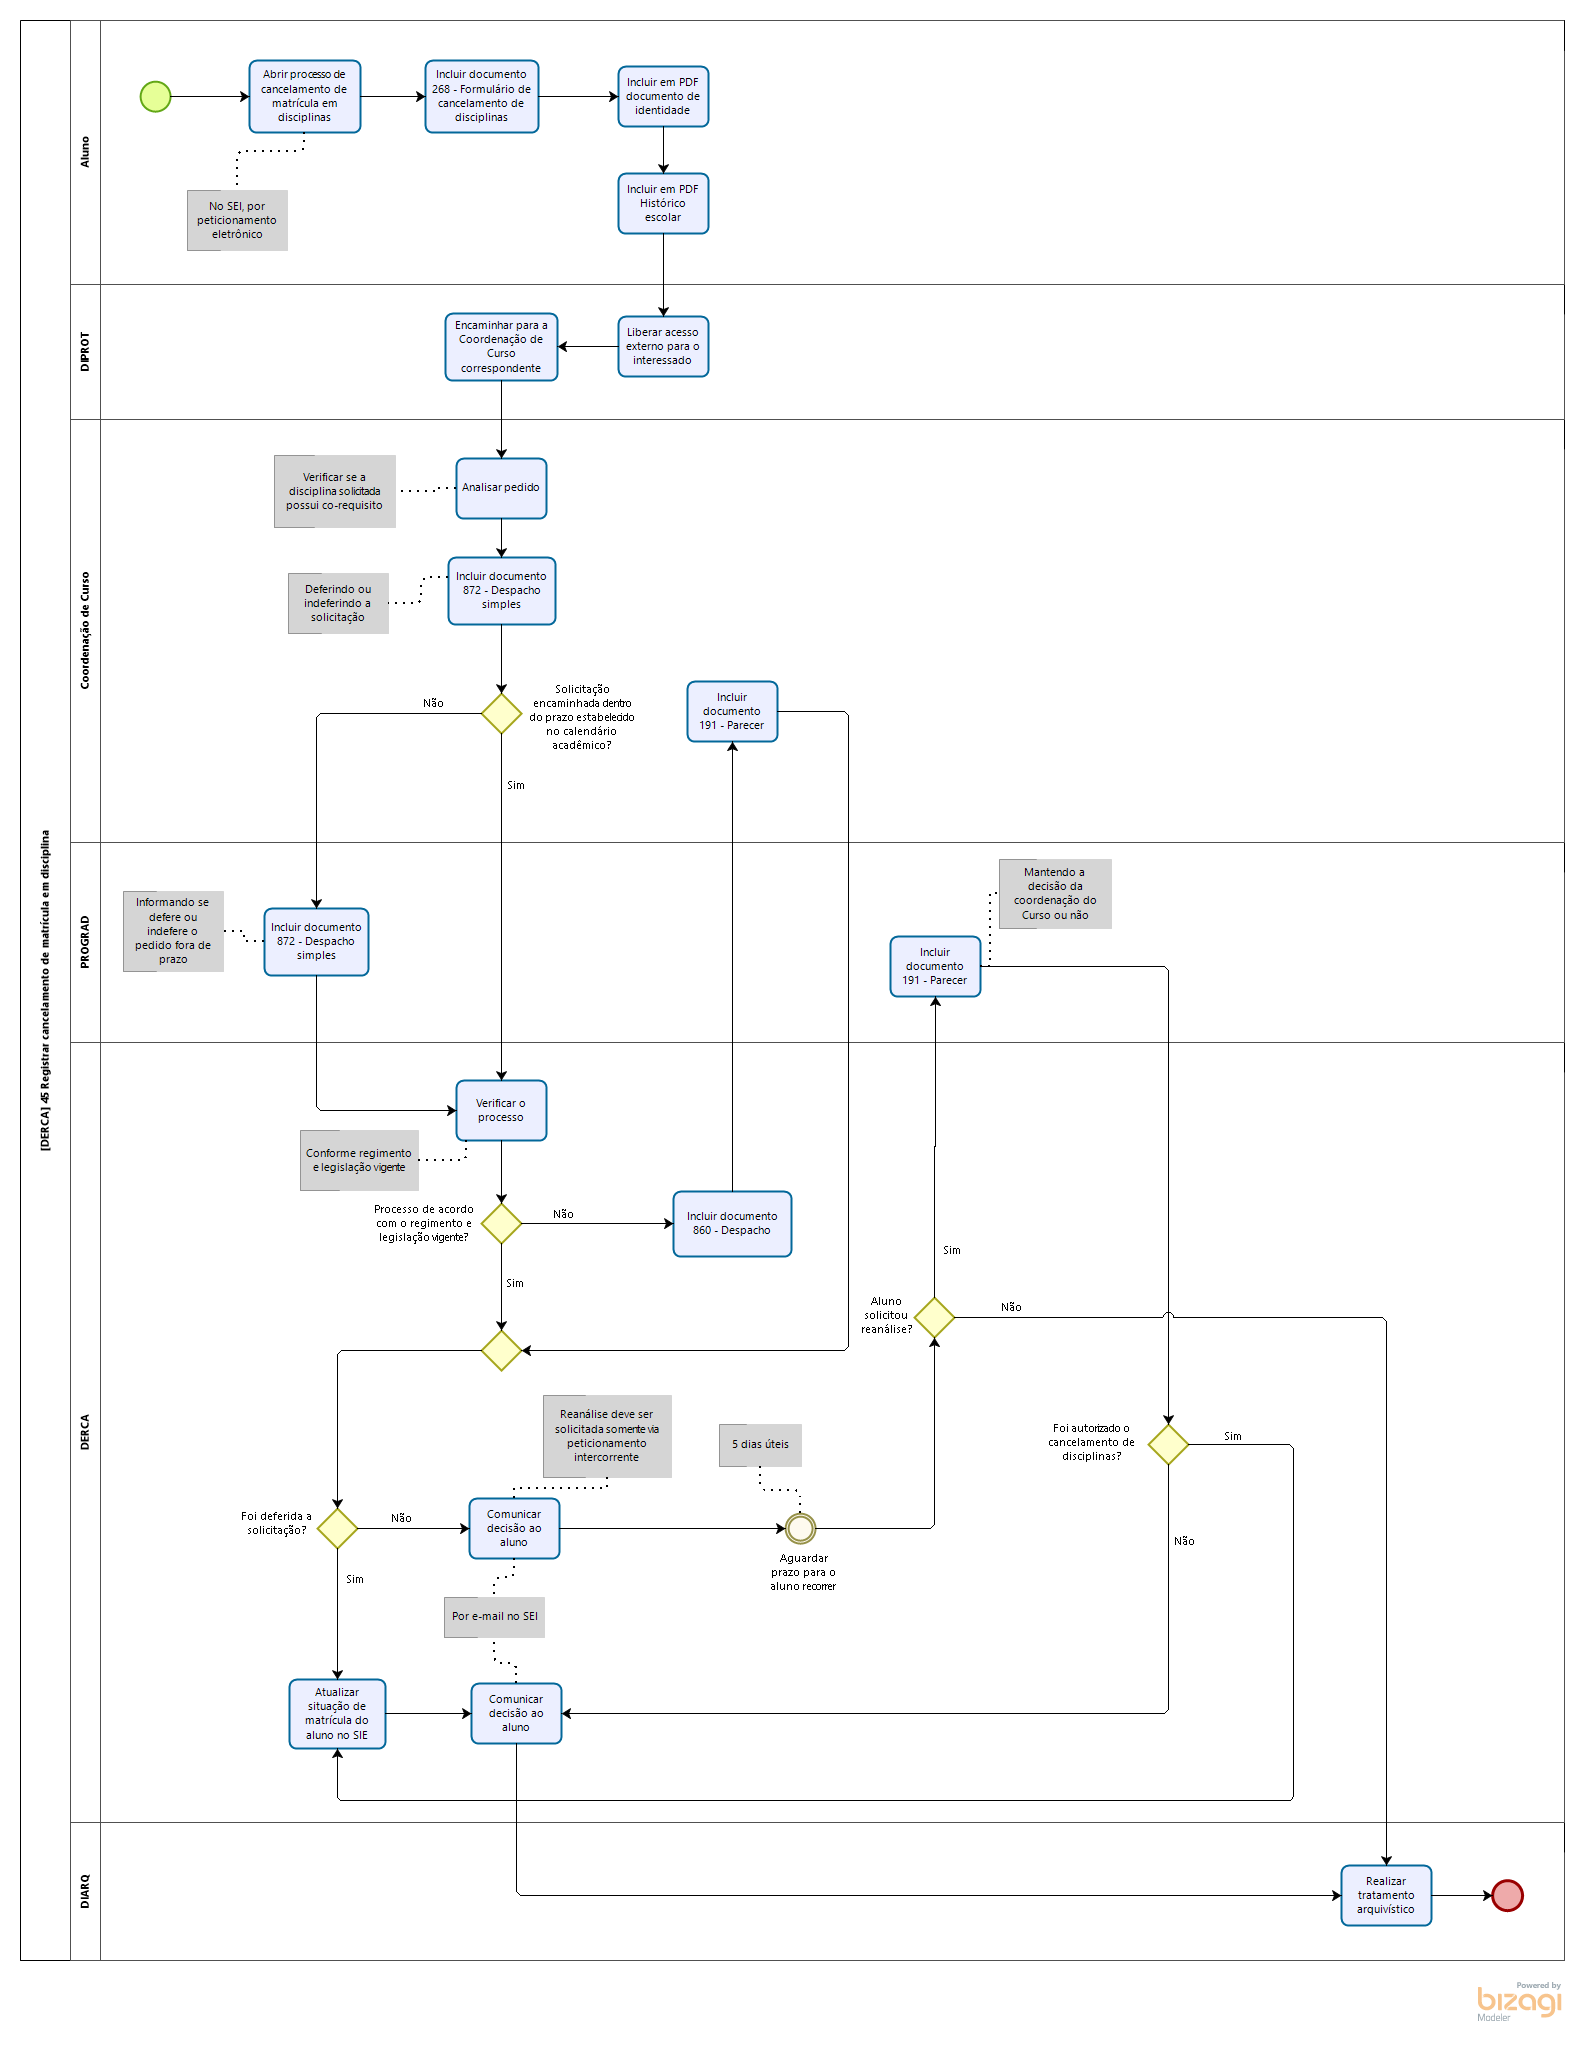 [DERCA] 45 Registrar cancelamento de matrícula em disciplina
Aluno
Abrir processo de
cancelamento de
matrícula em
disciplinas
Incluir documento
268 - Formulário de
cancelamento de
disciplinas
Incluir em PDF
documento de
identidade
No SEI, por
peticionamento
eletrônico
Incluir em PDF
Histórico
escolar
DIPROT
Encaminhar para a
Coordenação de
Curso
correspondente
Liberar acesso
externo para o
interessado
Coordenação de Curso
Verificar se a
disciplina solicitada
possui co-requisito
Analisar pedido
Deferindo ou
indeferindo a
solicitação
Incluir documento
872 - Despacho
simples
Não
Solicitação
encaminhada dentro
do prazo estabelecido
no calendário
acadêmico?
Sim
Incluir
documento
191 - Parecer
PROGRAD
Informando se
defere ou
indefere o
pedido fora de
prazo
Incluir documento
872 - Despacho
simples
Mantendo a
decisão da
coordenação do
Curso ou não
Incluir
documento
191 - Parecer
DERCA
Verificar o
processo
Conforme regimento
e legislação vigente
Processo de acordo
com o regimento e
legislação vigente?
Não
Incluir documento
860 - Despacho
Sim
Sim
Aluno
solicitou
reanálise?
Não
Reanálise deve ser
solicitada somente via
peticionamento
intercorrente
5 dias úteis
Foi autorizado o
cancelamento de
disciplinas?
Sim
Não
Foi deferida a
solicitação?
Não
Comunicar
decisão ao
aluno
Aguardar
prazo para o
aluno recorrer
Sim
Por e-mail no SEI
Atualizar
situação de
matrícula do
aluno no SIE
Comunicar
decisão ao
aluno
DIARQ
Realizar
tratamento
arquivístico
Powered by
bizagi
Modeler